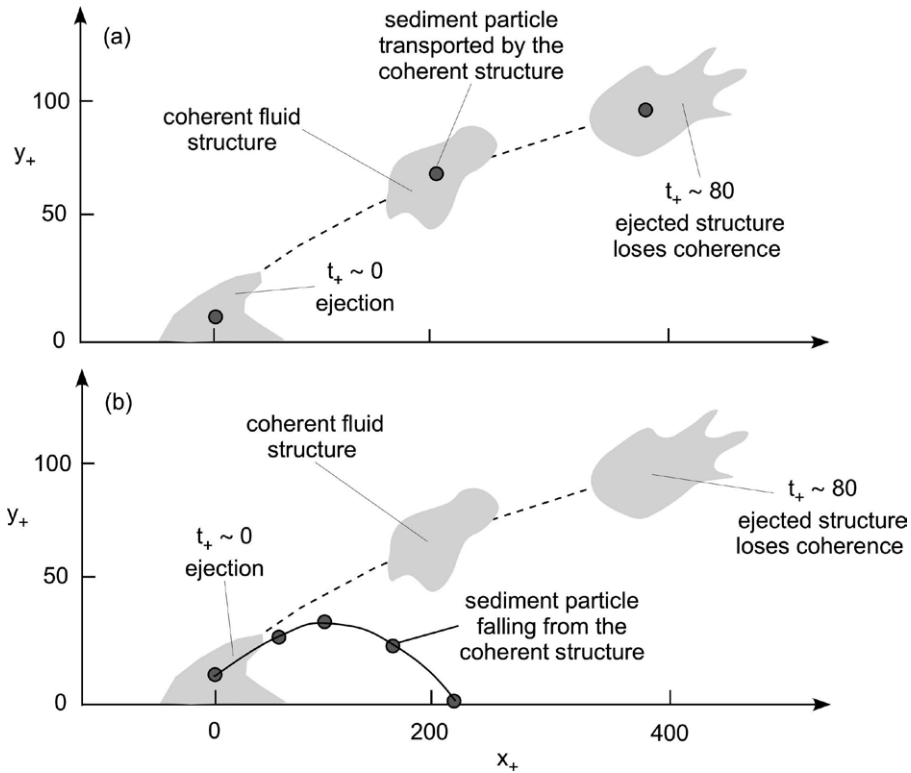 (a)
sediment particle
transported by the
coherent structure
100
coherent fluid
structure
y+
t+ ~ 80
ejected structure
loses coherence
50
t+ ~ 0
ejection
0
200
400
(b)
coherent fluid
structure
100
t+ ~ 80
ejected structure
loses coherence
y+
t+ ~ 0
ejection
50
sediment particle
falling from the
coherent structure
0
0
200
400
x+